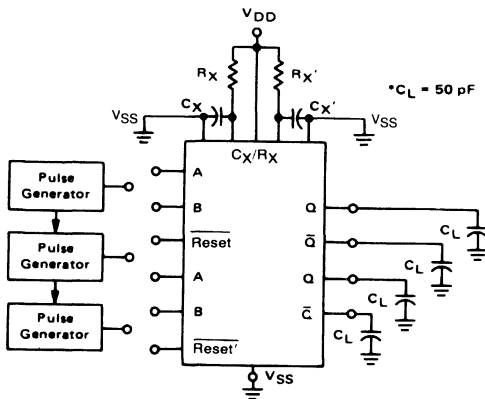 VDD
RX
RX'
*CL = 50 pF
CX
CX'
VSS
VSS
CX/RX
Pulse Generator
Pulse Generator
Pulse Generator
A
B
Reset
A
B
Reset'
Q
Q̅
Q
Q̅
CL
CL
CL
CL
VSS